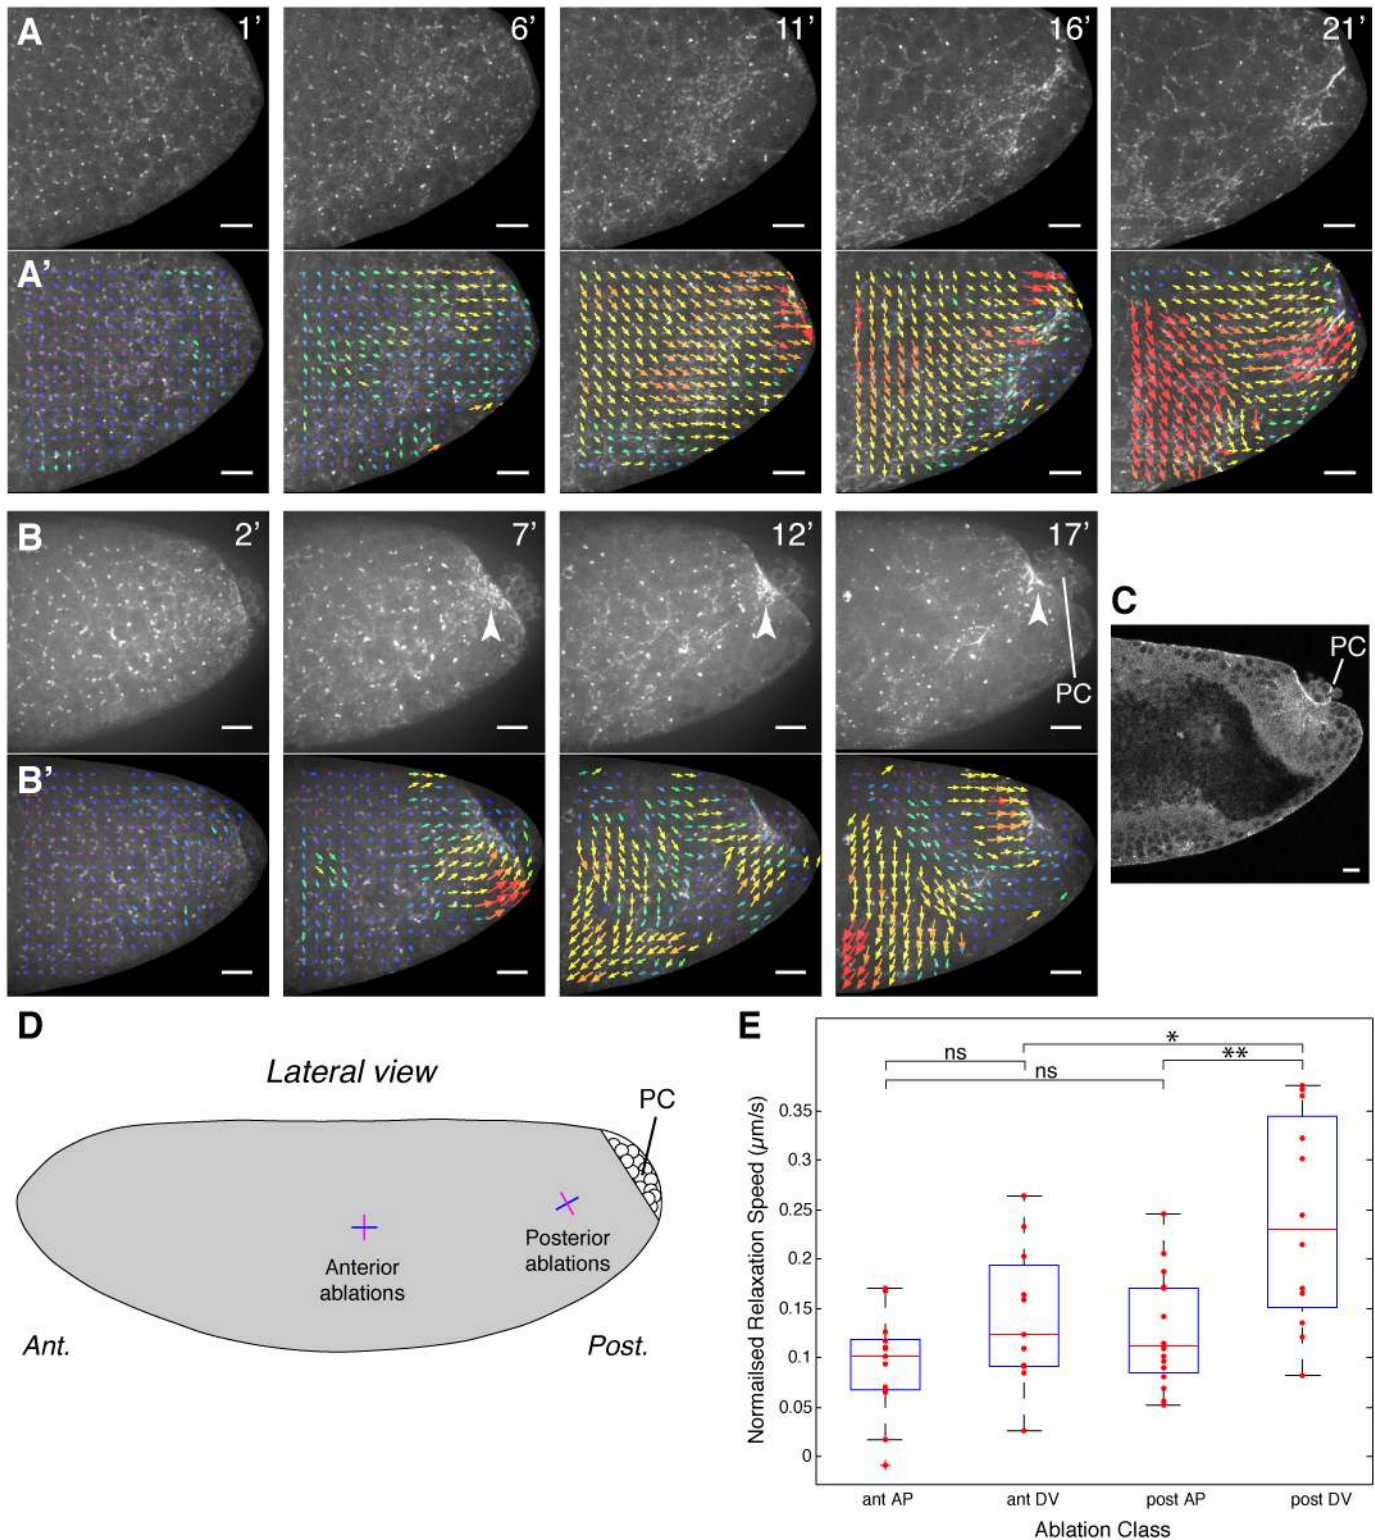 A 1’ 6’ 11’ 16’ 21’
A’
B 2’ 7’ 12’ 17’
PC
C
PC
B’
D
Lateral view
PC
Anterior
ablations
Posterior
ablations
Ant.
Post.
E
ns
ns
*
**
Normailsed Relaxation Speed (μm/s)
0.35
0.3
0.25
0.2
0.15
0.1
0.05
0
ant AP
ant DV
post AP
post DV
Ablation Class